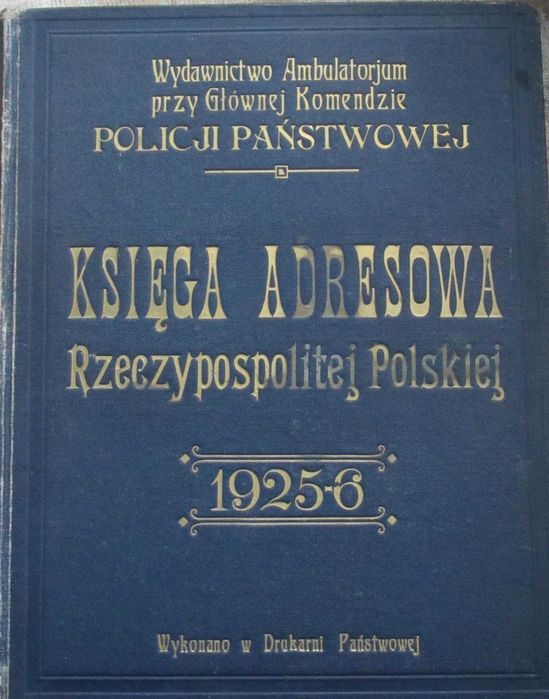 Wydawnictwo Ambulatorjum
przy Głównej Komendzie
POLICJI PAŃSTWOWEJ
KSIĘGA ADRESOWA
Rzeczypospolitej Polskiej
1925-6
Wykonano w Drukarni Państwowej